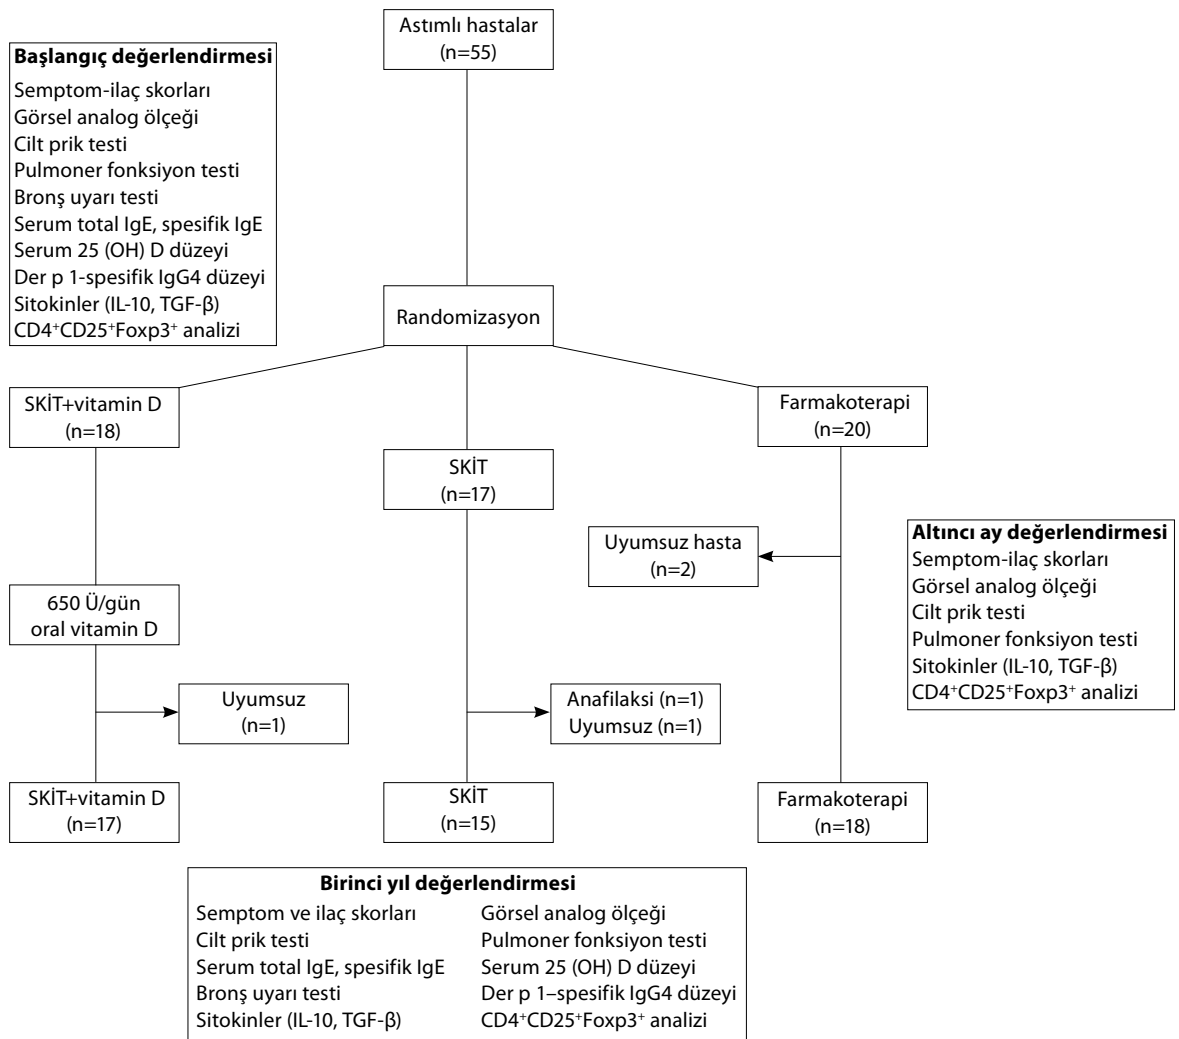 Astımlı hastalar
(n=55)
Başlangıç değerlendirmesi
Semptom-ilaç skorları
Görsel analog ölçeği
Cilt prik testi
Pulmoner fonksiyon testi
Bronş uyarı testi
Serum total IgE, spesifik IgE
Serum 25 (OH) D düzeyi
Der p 1-spesifik IgG4 düzeyi
Sitokinler (IL-10, TGF-β)
CD4⁺CD25⁺Foxp3⁺ analizi
Randomizasyon
SKİT+vitamin D
(n=18)
SKİT
(n=17)
Farmakoterapi
(n=20)
Uyumsuz hasta
(n=2)
Altıncı ay değerlendirmesi
Semptom-ilaç skorları
Görsel analog ölçeği
Cilt prik testi
Pulmoner fonksiyon testi
Sitokinler (IL-10, TGF-β)
CD4⁺CD25⁺Foxp3⁺ analizi
650 Ü/gün
oral vitamin D
Uyumsuz
(n=1)
Anafilaksi (n=1)
Uyumsuz (n=1)
SKİT+vitamin D
(n=17)
SKİT
(n=15)
Farmakoterapi
(n=18)
Birinci yıl değerlendirmesi
Semptom ve ilaç skorları
Cilt prik testi
Serum total IgE, spesifik IgE
Bronş uyarı testi
Sitokinler (IL-10, TGF-β)
Görsel analog ölçeği
Pulmoner fonksiyon testi
Serum 25 (OH) D düzeyi
Der p 1–spesifik IgG4 düzeyi
CD4⁺CD25⁺Foxp3⁺ analizi